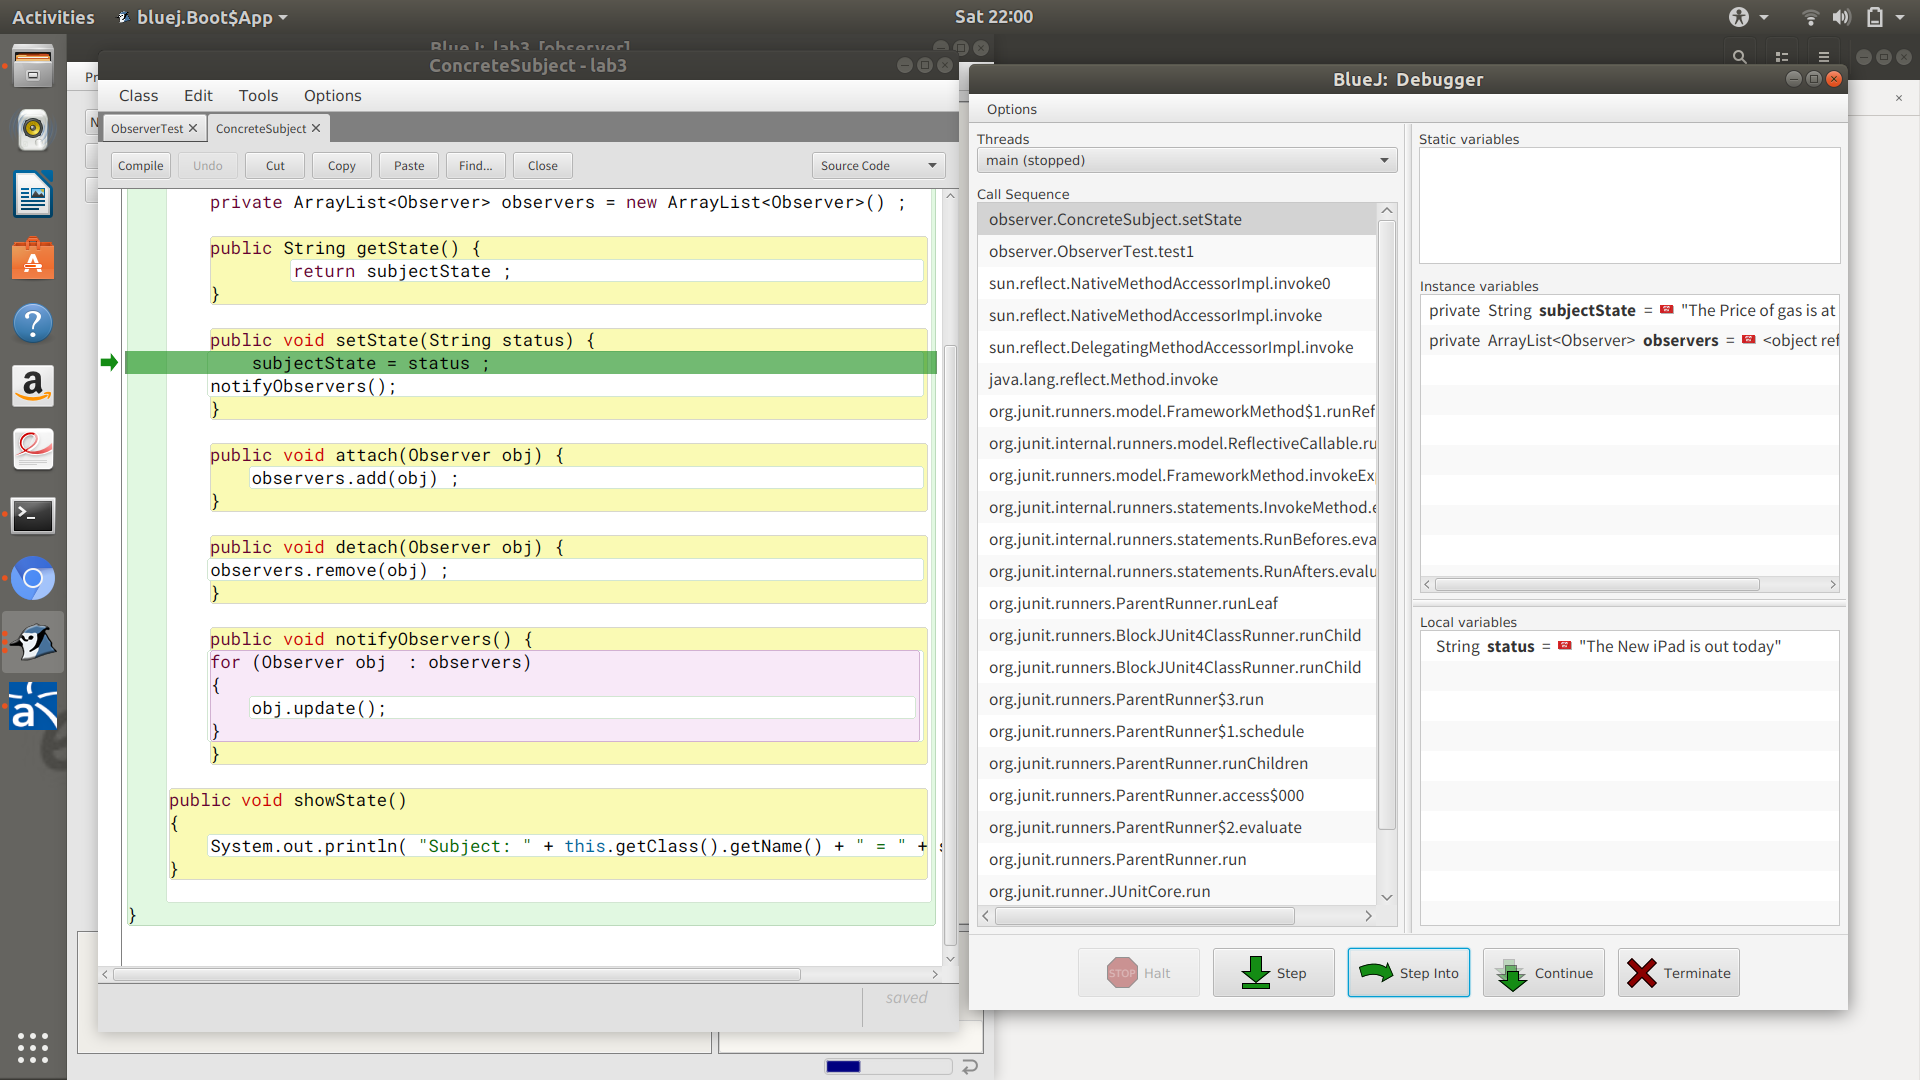 Activities
bluej.Boot$App
Sat 22:00
BlueJ: lab3 [observer]
ConcreteSubject - lab3
Class Edit Tools Options
ObserverTest ConcreteSubject
Compile Undo Cut Copy Paste Find... Close Source Code
private ArrayList<Observer> observers = new ArrayList<Observer>() ;
public String getState() {
return subjectState ;
}
public void setState(String status) {
subjectState = status ;
notifyObservers();
}
public void attach(Observer obj) {
observers.add(obj) ;
}
public void detach(Observer obj) {
observers.remove(obj) ;
}
public void notifyObservers() {
for (Observer obj  : observers)
{
obj.update();
}
}
public void showState()
{
System.out.println( "Subject: " + this.getClass().getName() + " = " + s
}
}
saved
BlueJ: Debugger
Options
Threads
main (stopped)
Call Sequence
observer.ConcreteSubject.setState
observer.ObserverTest.test1
sun.reflect.NativeMethodAccessorImpl.invoke0
sun.reflect.NativeMethodAccessorImpl.invoke
sun.reflect.DelegatingMethodAccessorImpl.invoke
java.lang.reflect.Method.invoke
org.junit.runners.model.FrameworkMethod$1.runRef
org.junit.internal.runners.model.ReflectiveCallable.ru
org.junit.runners.model.FrameworkMethod.invokeEx
org.junit.internal.runners.statements.InvokeMethod.e
org.junit.internal.runners.statements.RunBefores.eva
org.junit.internal.runners.statements.RunAfters.evalu
org.junit.runners.ParentRunner.runLeaf
org.junit.runners.BlockJUnit4ClassRunner.runChild
org.junit.runners.BlockJUnit4ClassRunner.runChild
org.junit.runners.ParentRunner$3.run
org.junit.runners.ParentRunner$1.schedule
org.junit.runners.ParentRunner.runChildren
org.junit.runners.ParentRunner.access$000
org.junit.runners.ParentRunner$2.evaluate
org.junit.runners.ParentRunner.run
org.junit.runner.JUnitCore.run
Static variables
Instance variables
private String subjectState = "The Price of gas is at
private ArrayList<Observer> observers = <object ref
Local variables
String status = "The New iPad is out today"
STOP Halt
Step
Step Into
Continue
Terminate